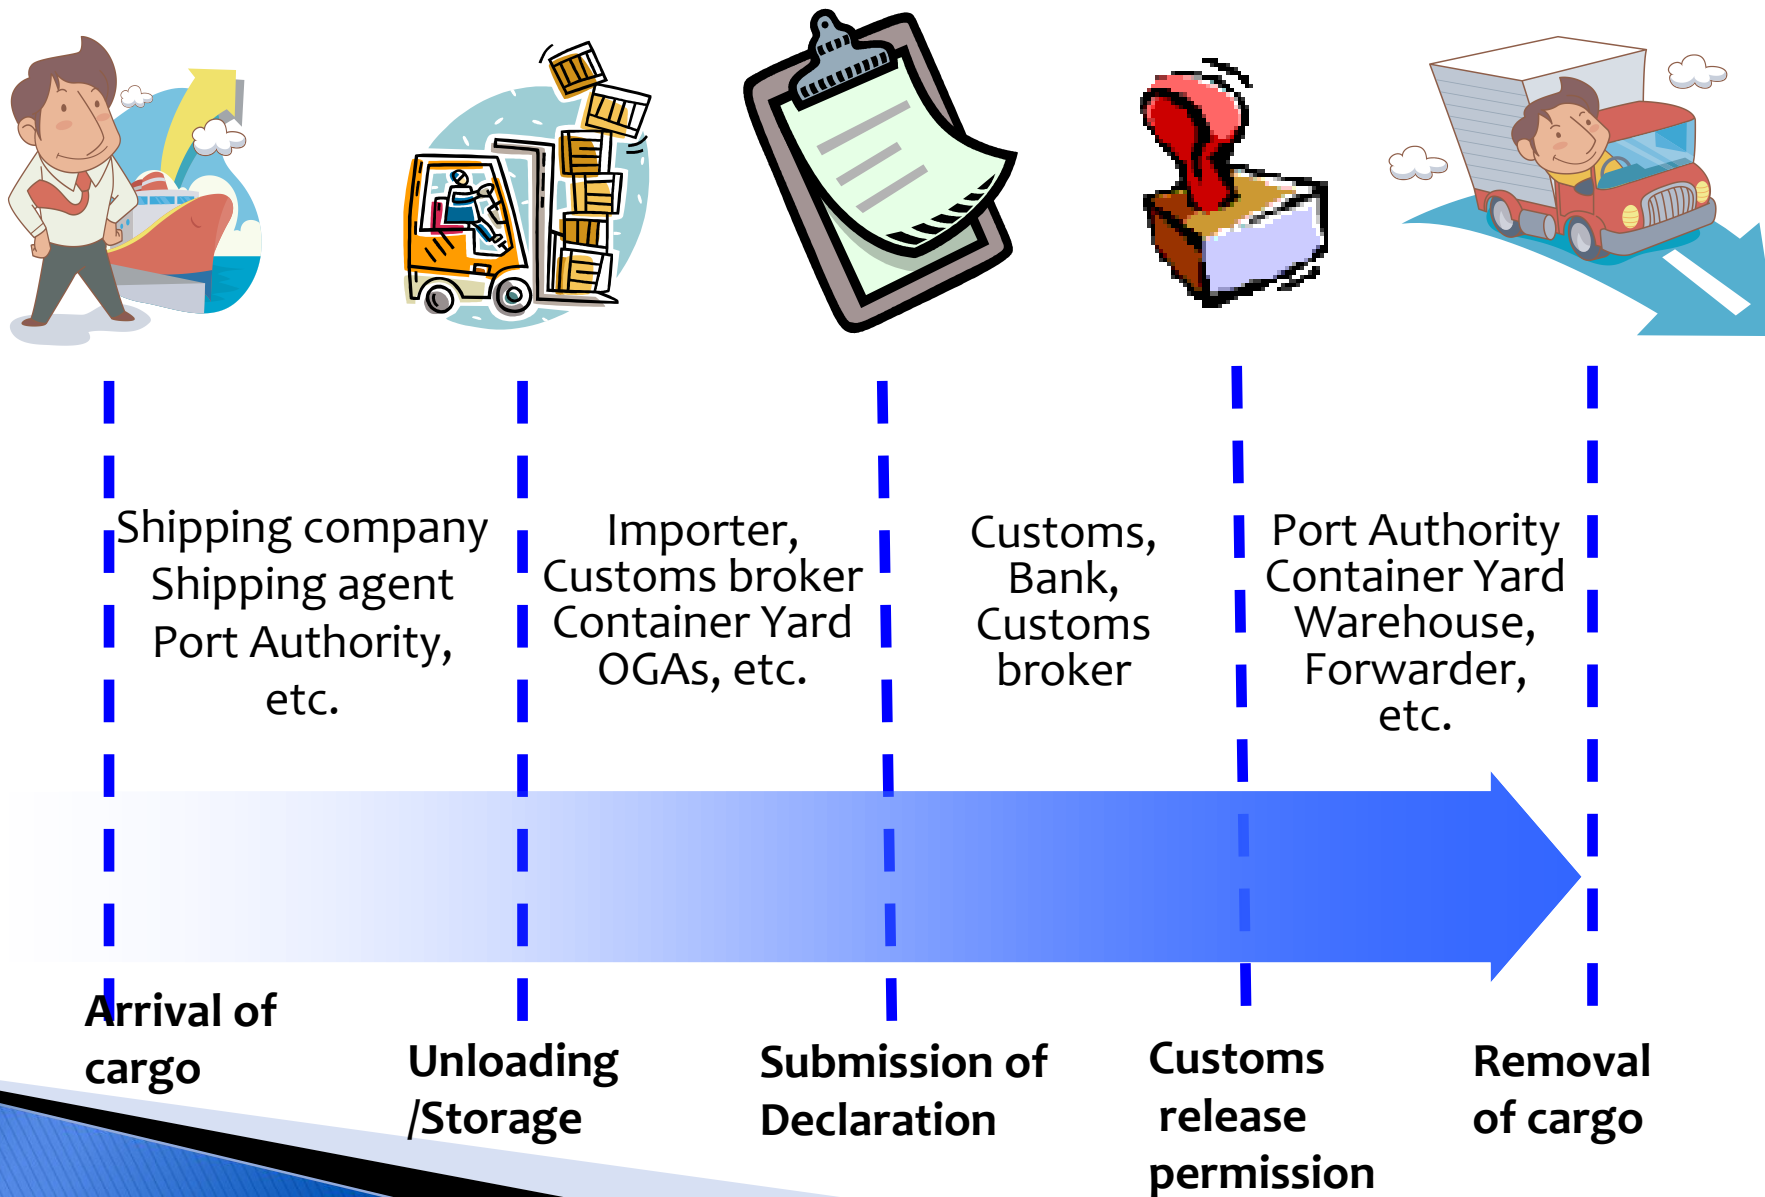 Shipping company
Shipping agent
Port Authority,
etc.
Importer,
Customs broker
Container Yard
OGAs, etc.
Customs,
Bank,
Customs
broker
Port Authority
Container Yard
Warehouse,
Forwarder,
etc.
Arrival of
cargo
Unloading
/Storage
Submission of
Declaration
Customs
release
permission
Removal
of cargo